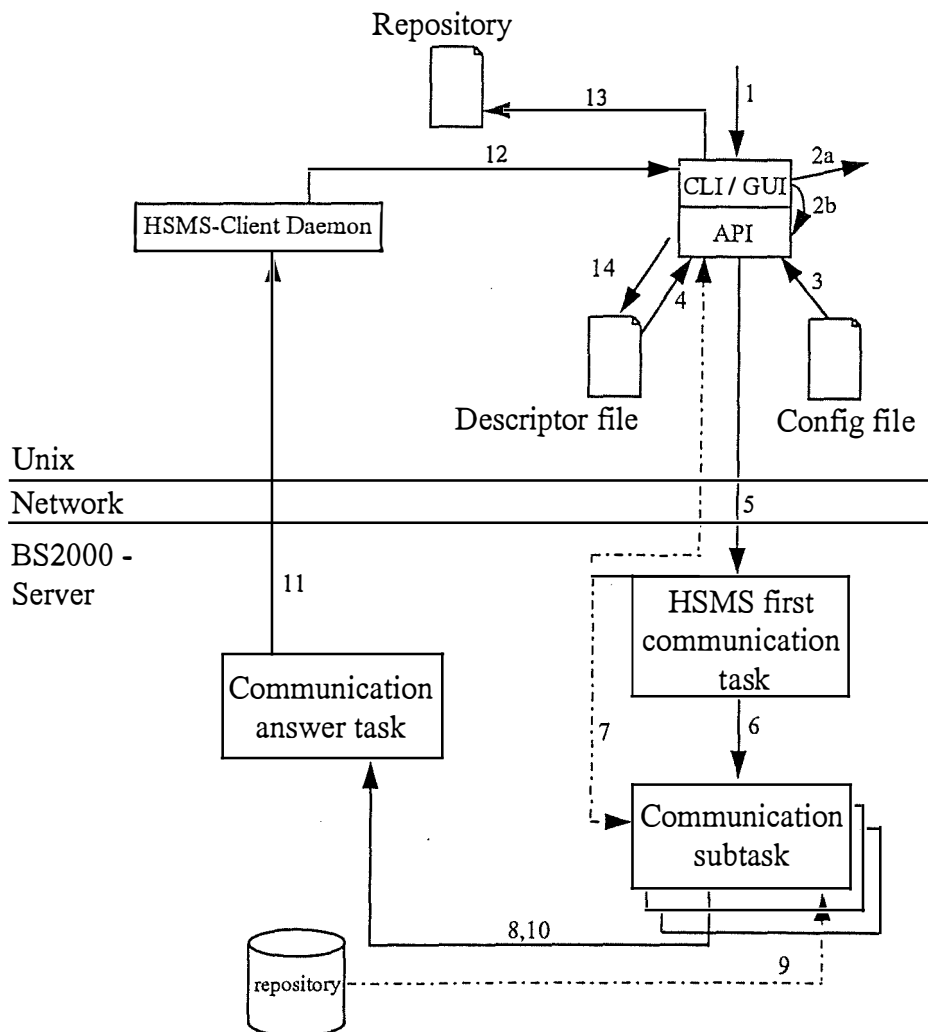 Repository
13
1
12
2a
CLI / GUI
2b
HSMS-Client Daemon
API
14
4
3
Descriptor file
Config file
Unix
Network
5
BS2000 -
Server
11
HSMS first
communication
task
Communication
answer task
7
6
Communication
subtask
8,10
9
repository